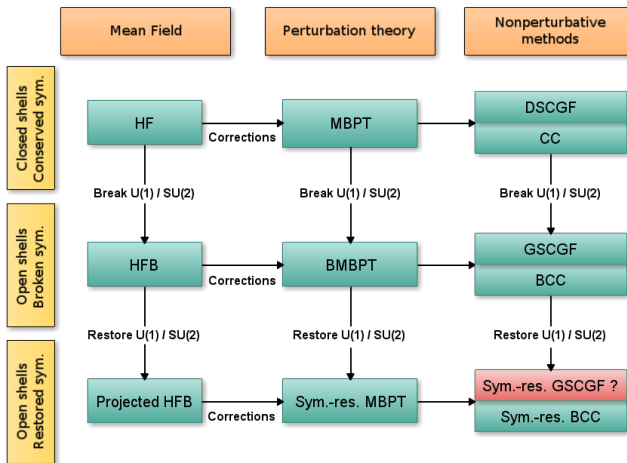 Mean Field
Perturbation theory
Nonperturbative
methods
Closed shells
Conserved sym.
HF
Corrections
MBPT
DSCGF
CC
Break U(1) / SU(2)
Break U(1) / SU(2)
Break U(1) / SU(2)
Open shells
Broken sym.
HFB
Corrections
BMBPT
GSCGF
BCC
Restore U(1) / SU(2)
Restore U(1) / SU(2)
Restore U(1) / SU(2)
Open shells
Restored sym.
Projected HFB
Corrections
Sym.-res. MBPT
Sym.-res. GSCGF ?
Sym.-res. BCC